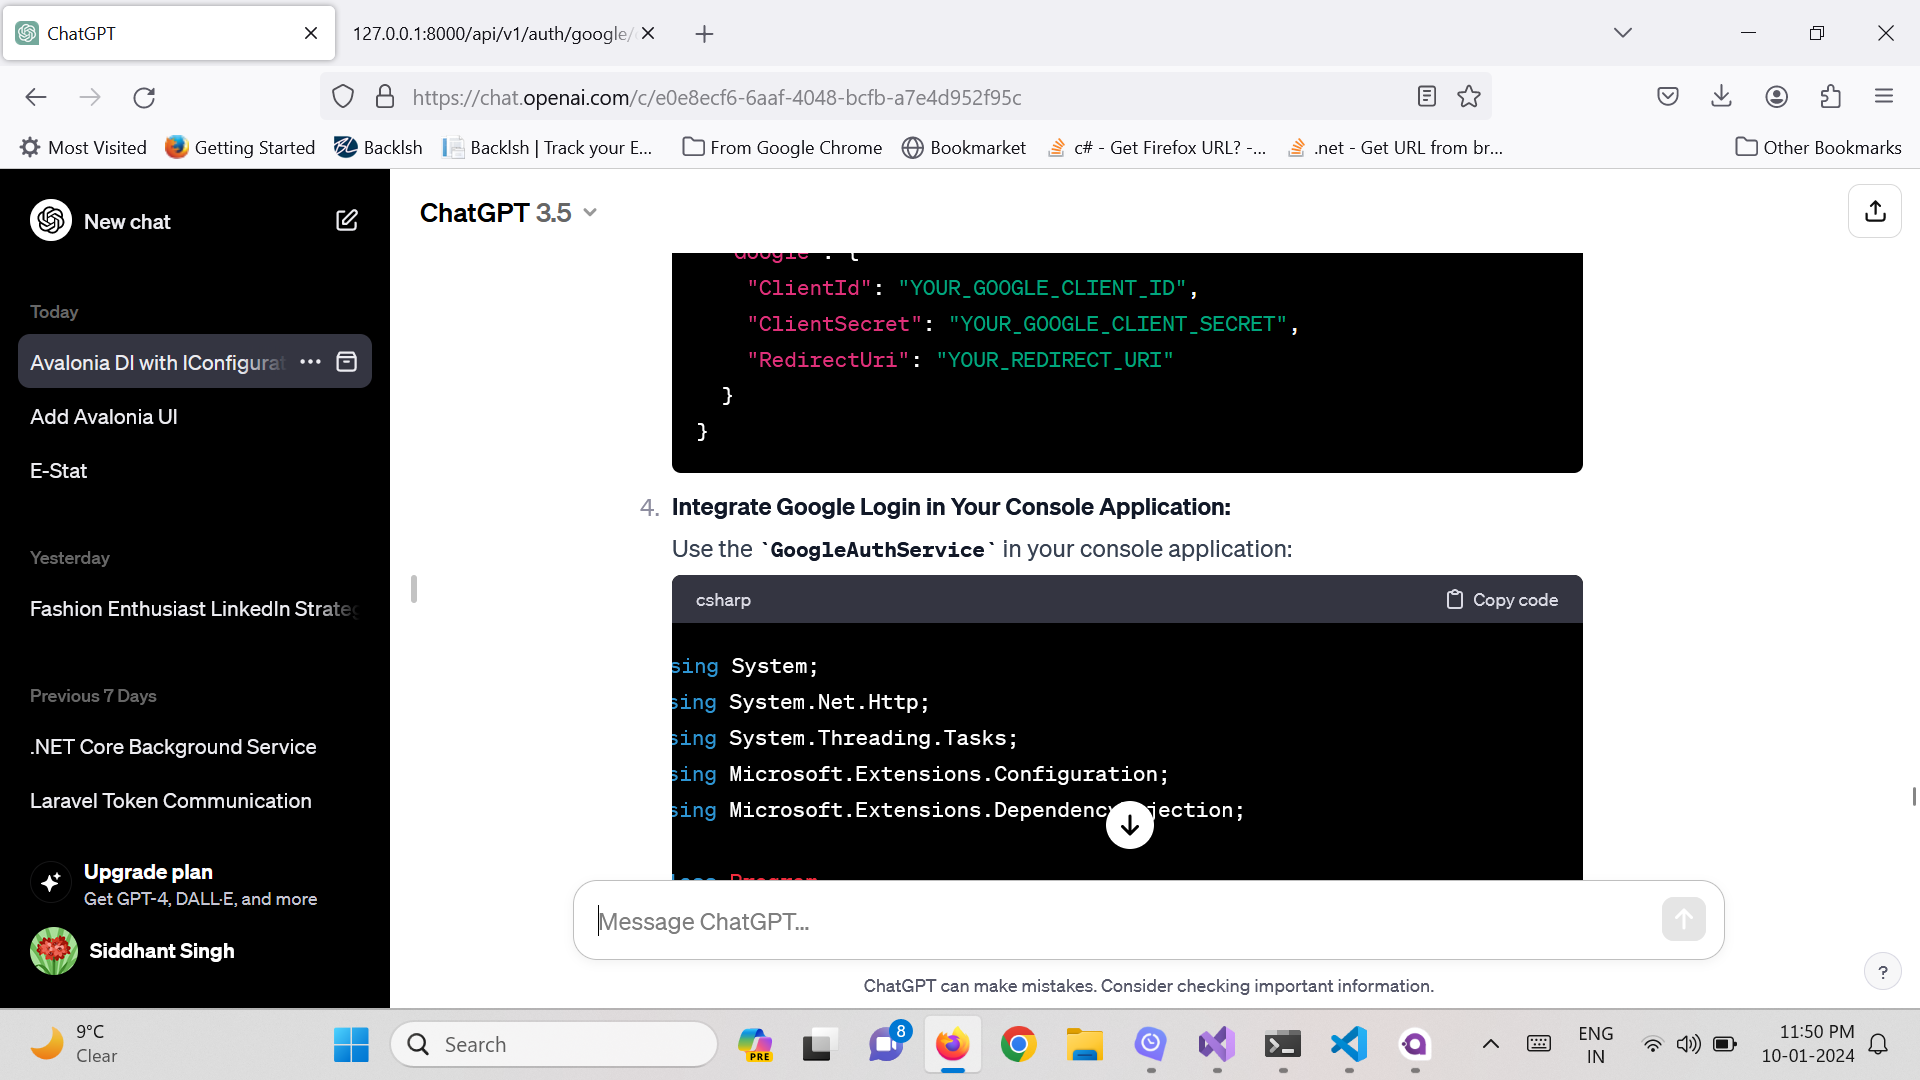 ChatGPT
127.0.0.1:8000/api/v1/auth/google/
https://chat.openai.com/c/e0e8ecf6-6aaf-4048-bcfb-a7e4d952f95c
Most Visited
Getting Started
Backlsh
Backlsh | Track your E...
From Google Chrome
Bookmarket
c# - Get Firefox URL? -...
.net - Get URL from br...
Other Bookmarks
New chat
Today
Avalonia DI with IConfigurat
Add Avalonia UI
E-Stat
Yesterday
Fashion Enthusiast LinkedIn Strateg
Previous 7 Days
.NET Core Background Service
Laravel Token Communication
Upgrade plan
Get GPT-4, DALL·E, and more
Siddhant Singh
ChatGPT 3.5
"ClientId": "YOUR_GOOGLE_CLIENT_ID",
"ClientSecret": "YOUR_GOOGLE_CLIENT_SECRET",
"RedirectUri": "YOUR_REDIRECT_URI"
}
}
4. Integrate Google Login in Your Console Application:
Use the `GoogleAuthService` in your console application:
csharp
Copy code
sing System;
sing System.Net.Http;
sing System.Threading.Tasks;
sing Microsoft.Extensions.Configuration;
sing Microsoft.Extensions.Dependency jection;
Message ChatGPT...
ChatGPT can make mistakes. Consider checking important information.
?
9°C
Clear
Search
PRE
8
ENG
IN
11:50 PM
10-01-2024